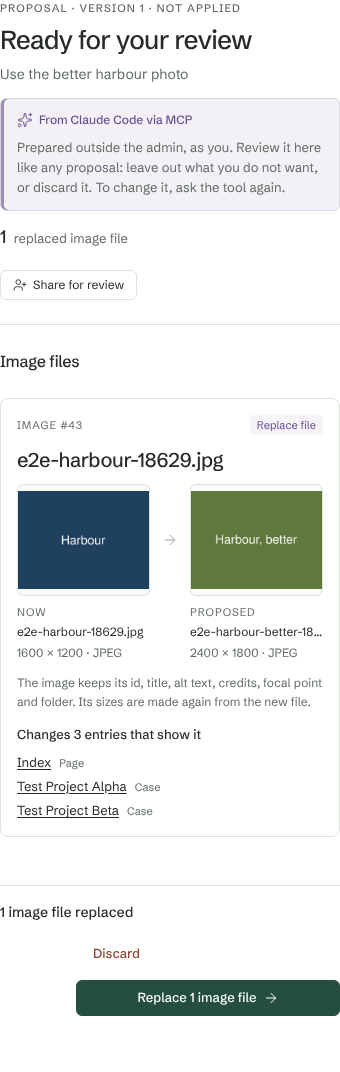 PROPOSAL · VERSION 1 · NOT APPLIED
Ready for your review
Use the better harbour photo
From Claude Code via MCP
Prepared outside the admin, as you. Review it here
like any proposal: leave out what you do not want,
or discard it. To change it, ask the tool again.
1 replaced image file
Share for review
Image files
IMAGE #43
Replace file
e2e-harbour-18629.jpg
Harbour
Harbour, better
NOW
e2e-harbour-18629.jpg
1600 × 1200 · JPEG
PROPOSED
e2e-harbour-better-18...
2400 × 1800 · JPEG
The image keeps its id, title, alt text, credits, focal point
and folder. Its sizes are made again from the new file.
Changes 3 entries that show it
Index Page
Test Project Alpha Case
Test Project Beta Case
1 image file replaced
Discard
Replace 1 image file →